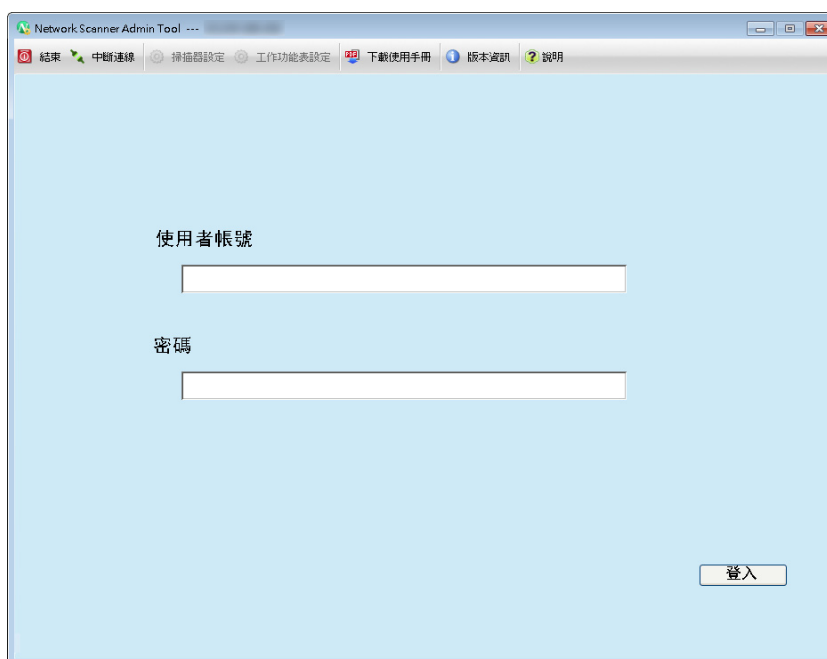 Network Scanner Admin Tool ---
結束 中斷連線 掃描器設定 工作功能表設定 下載使用手冊 版本資訊 說明
使用者帳號
密碼
登入